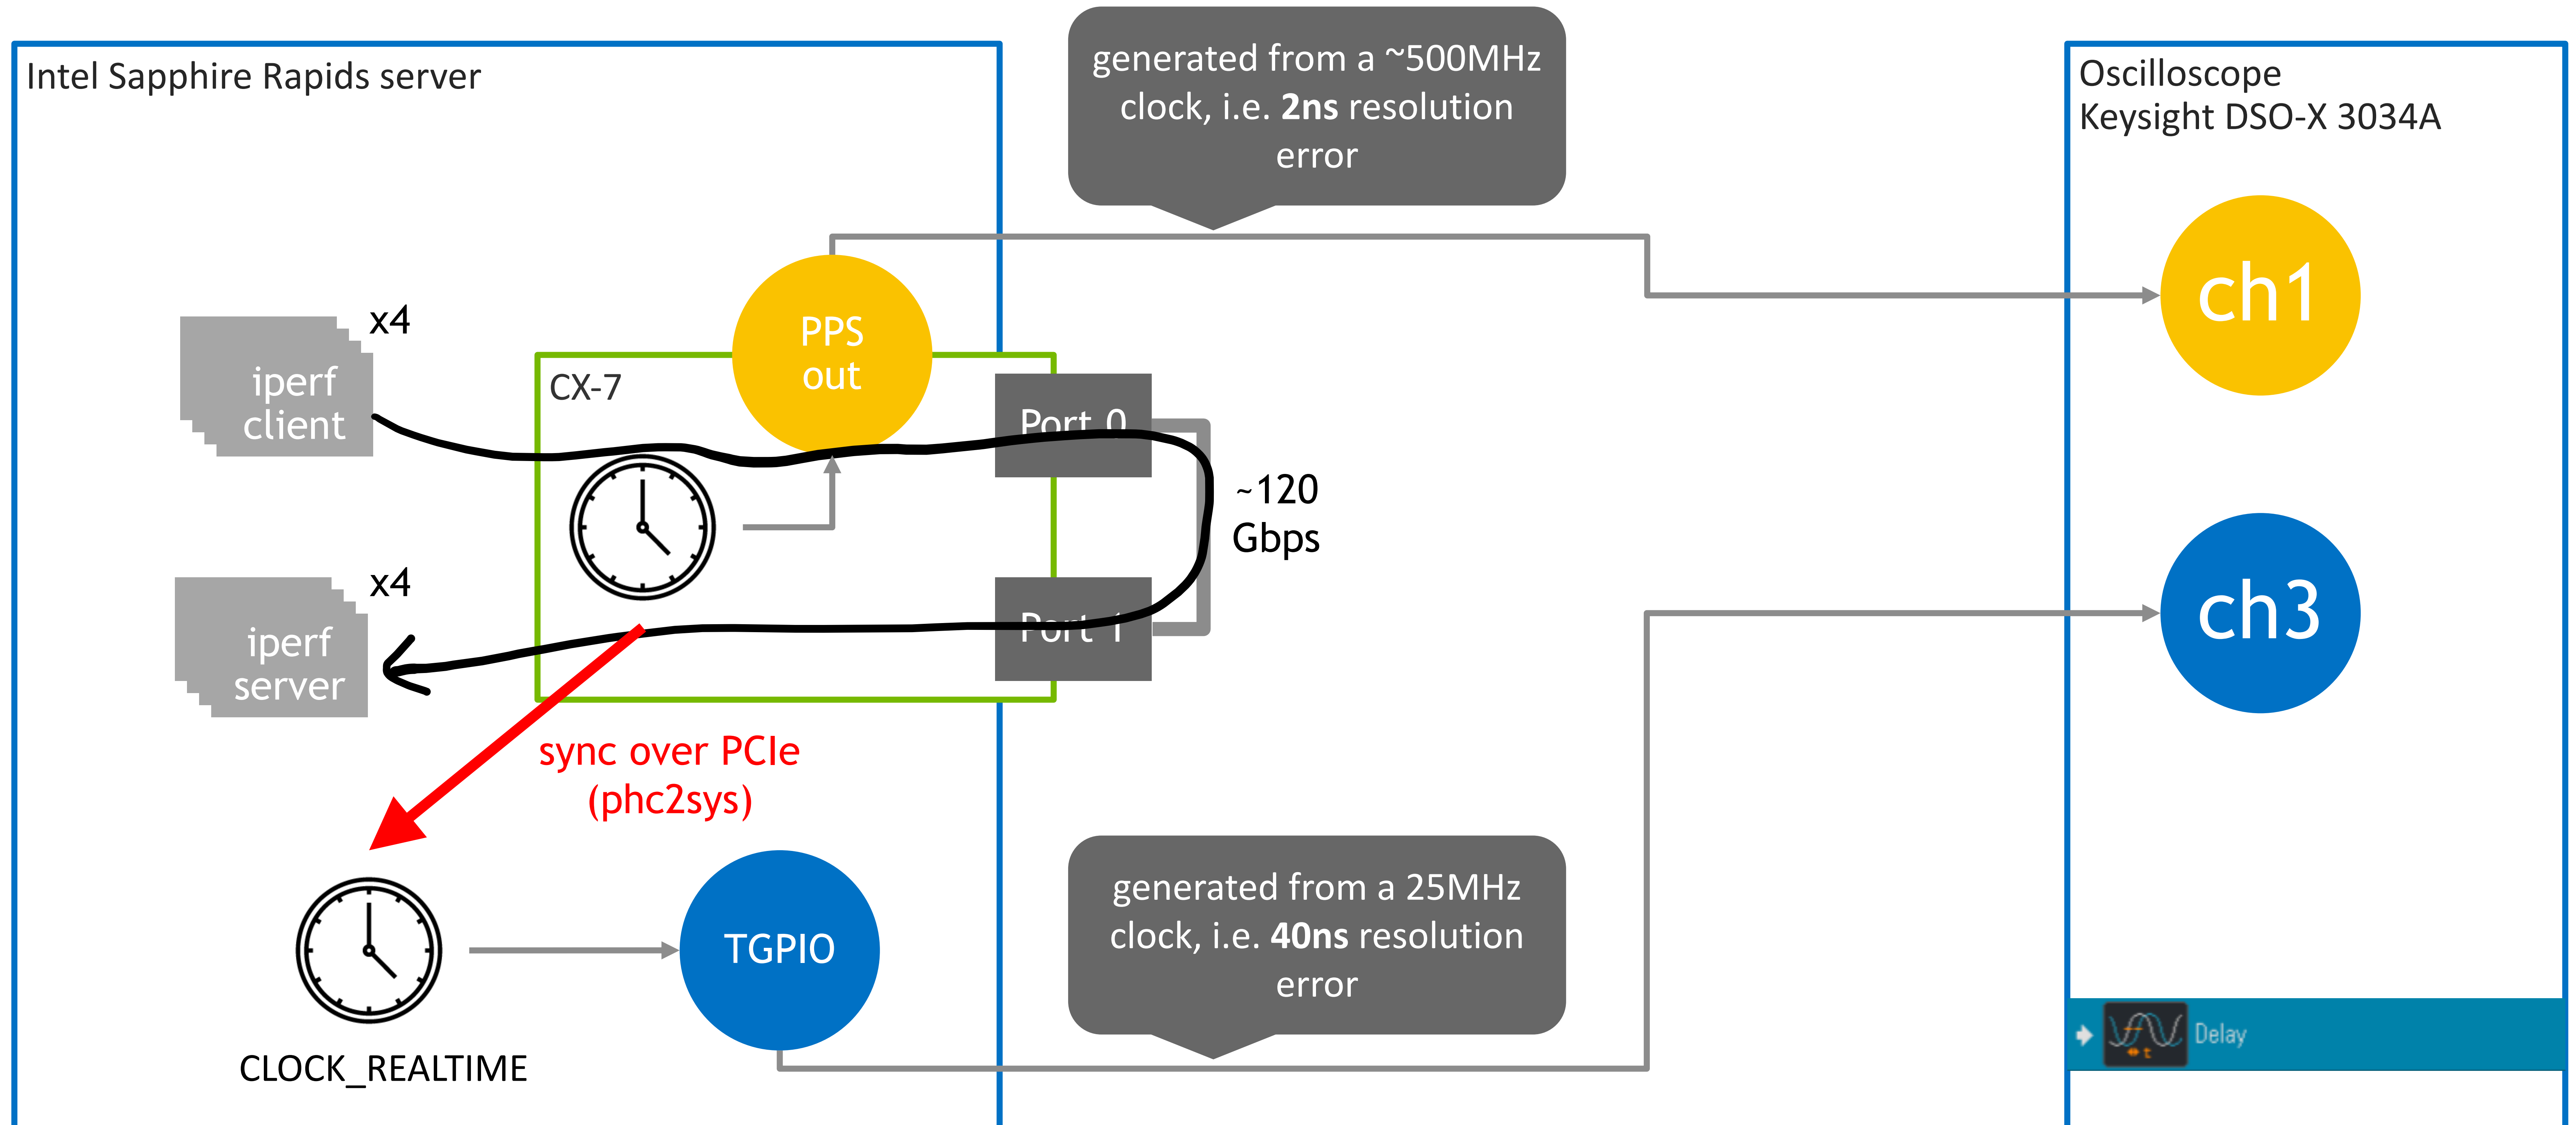 Intel Sapphire Rapids server
generated from a ~500MHz
clock, i.e. 2ns resolution
error
Oscilloscope
Keysight DSO-X 3034A
PPS
out
ch1
x4
iperf
client
CX-7
Port 0
~120
Gbps
x4
iperf
server
Port 1
ch3
sync over PCIe
(phc2sys)
generated from a 25MHz
clock, i.e. 40ns resolution
error
TGPIO
CLOCK_REALTIME
t
Delay